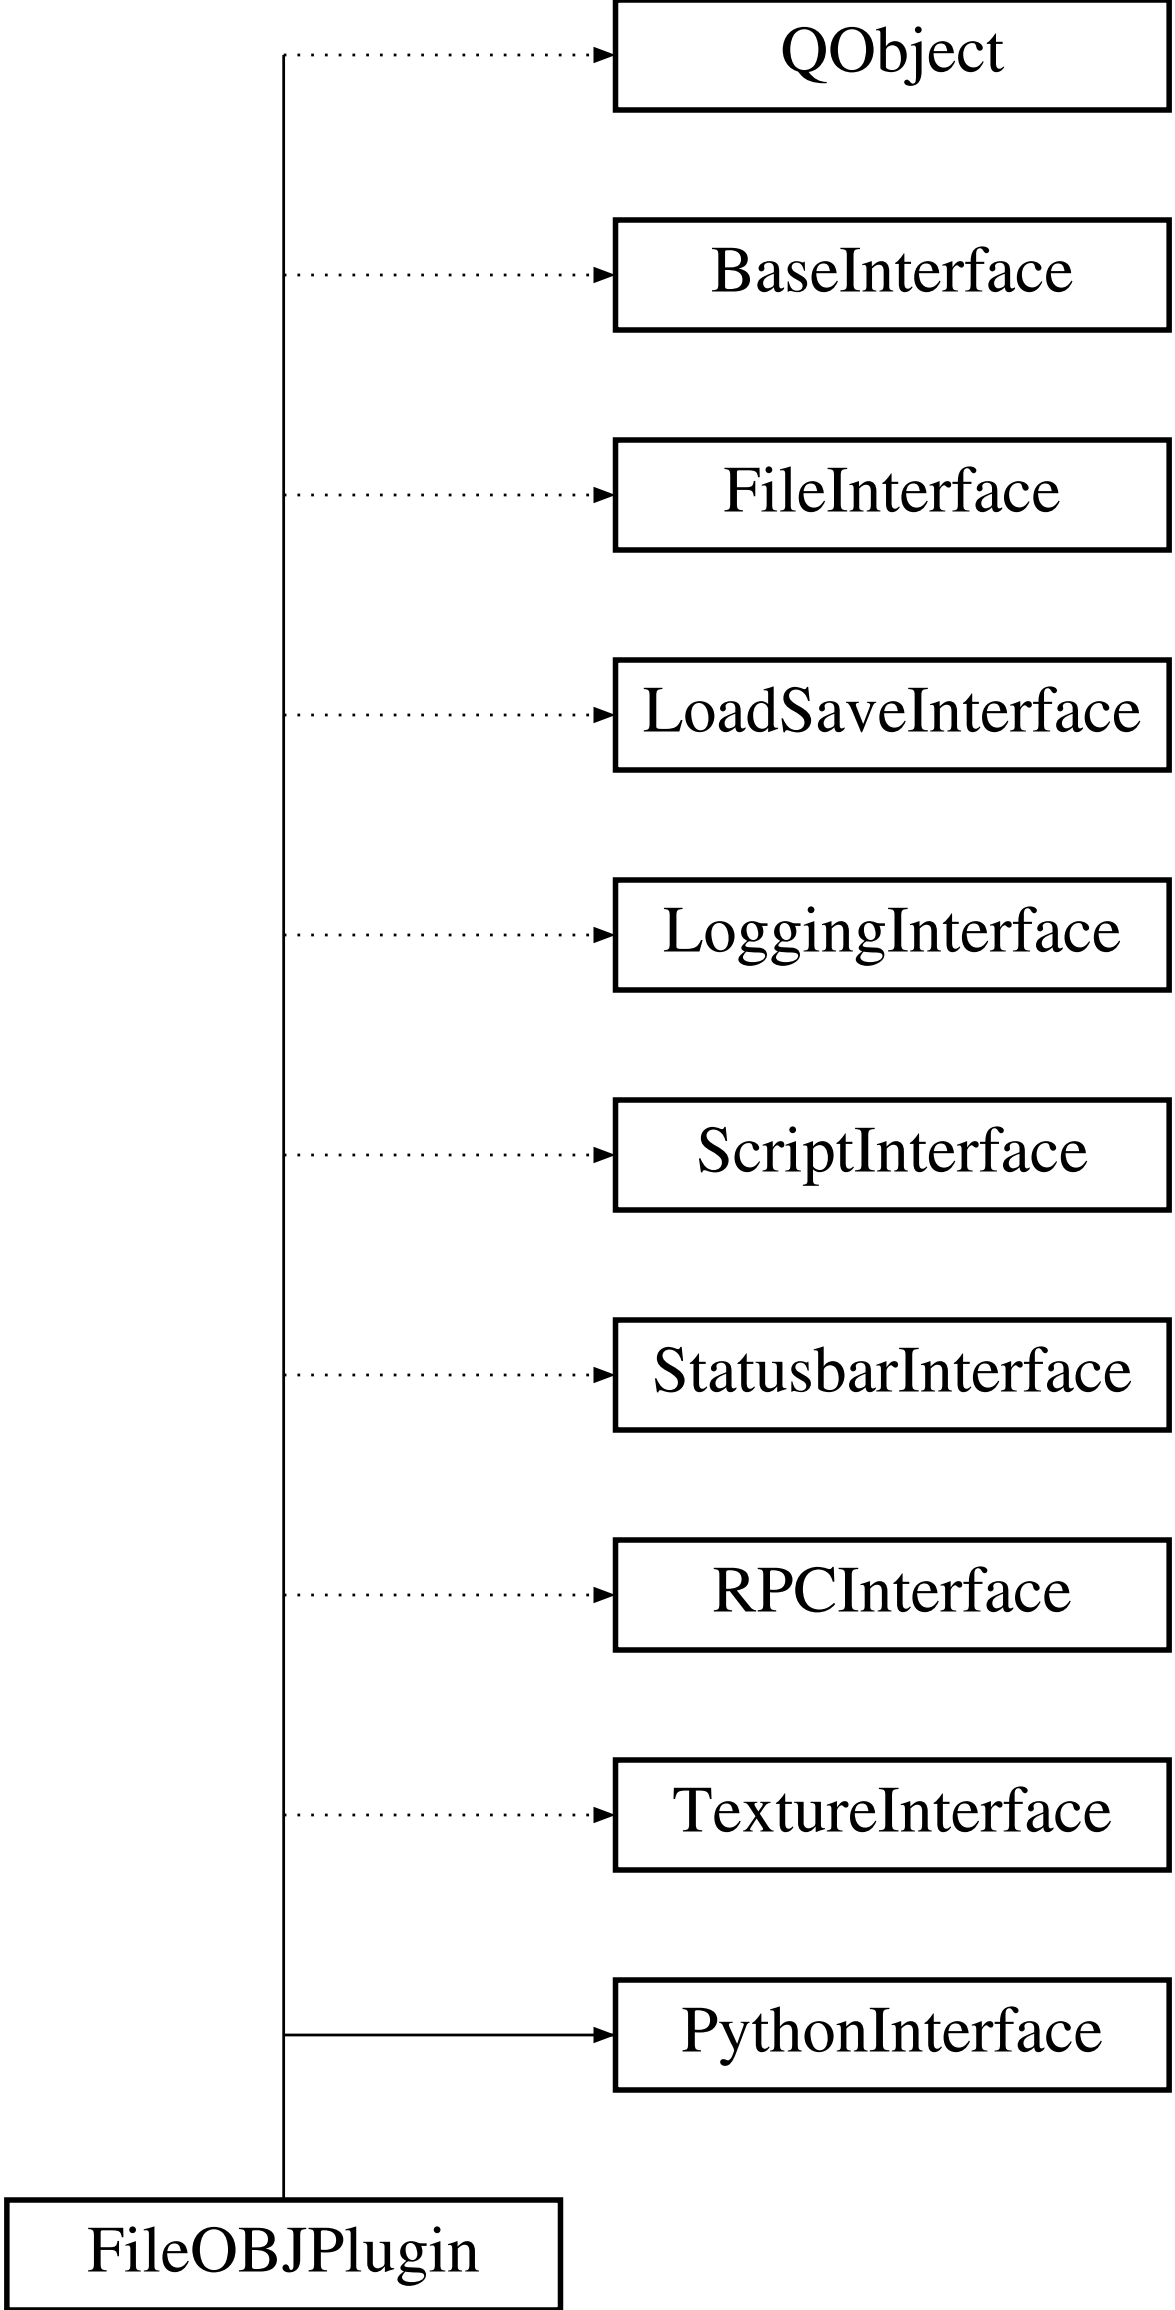 QObject
BaseInterface
FileInterface
LoadSaveInterface
LoggingInterface
ScriptInterface
StatusbarInterface
RPCInterface
TextureInterface
PythonInterface
FileOBJPlugin